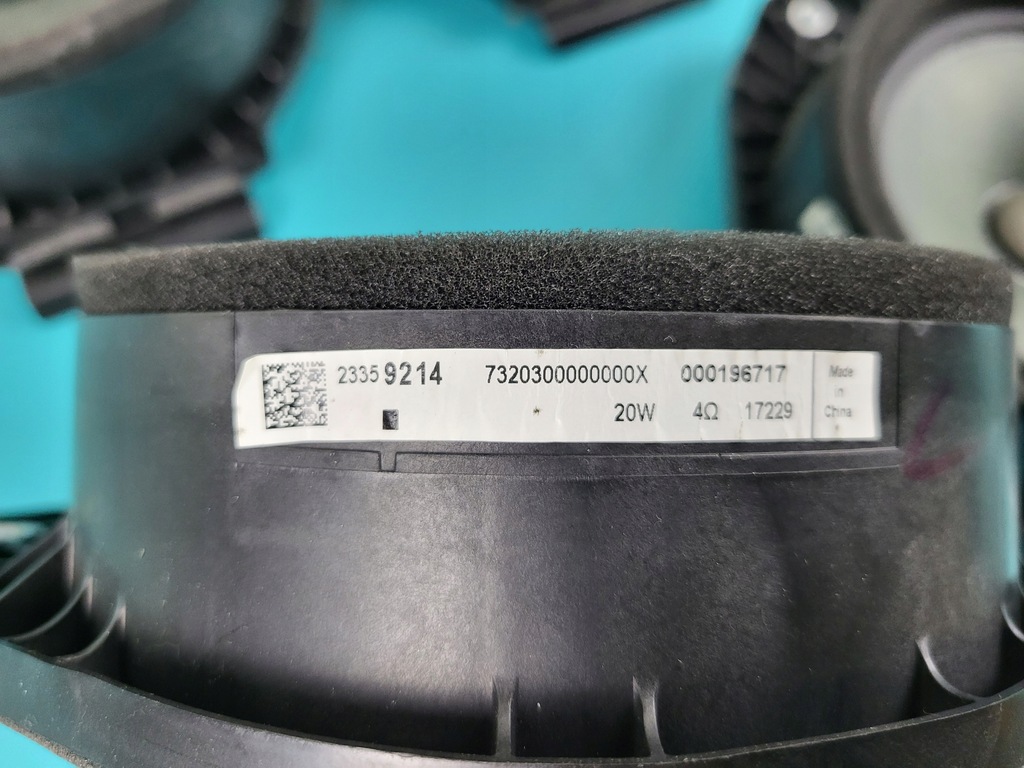 23359214 7320300000000X 000196717
20W 4Ω 17229
Made
in
China